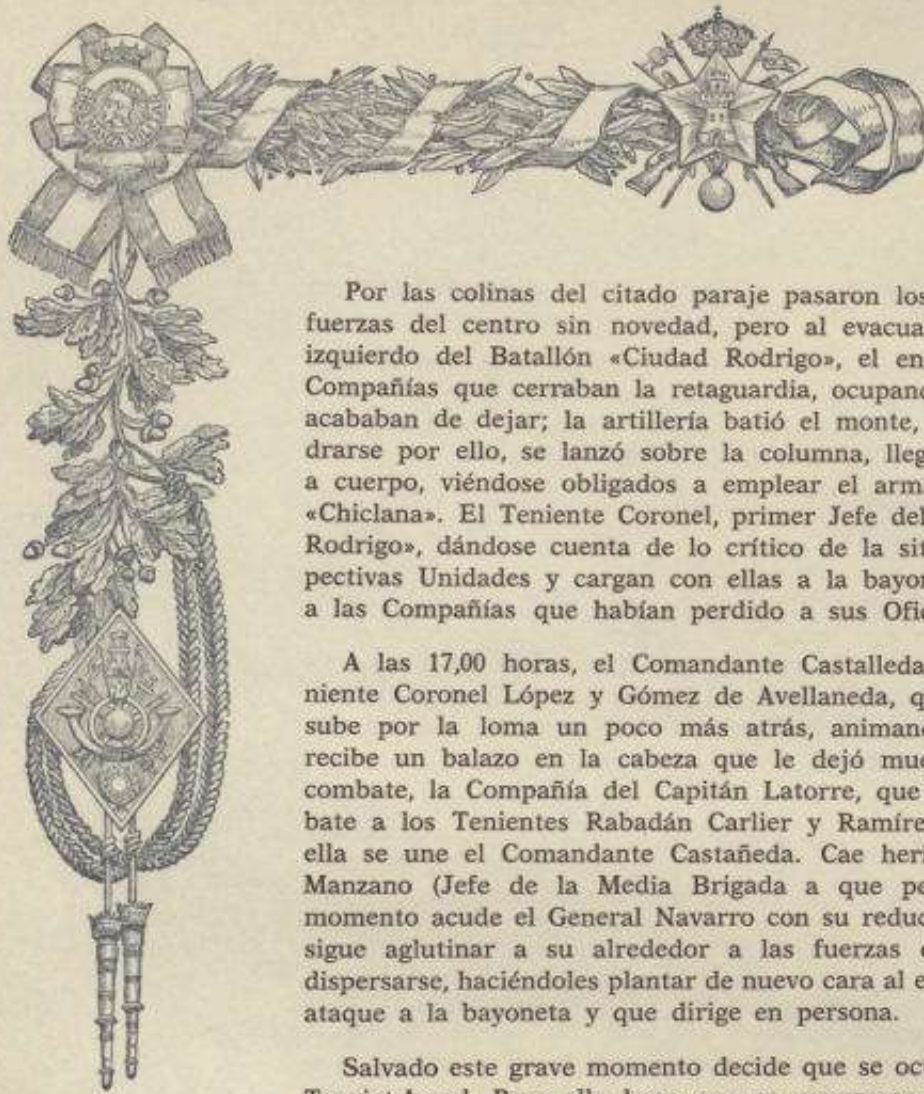 Por las colinas del citado paraje pasaron los
fuerzas del centro sin novedad, pero al evacua
izquierdo del Batallón «Ciudad Rodrigo», el en
Compañías que cerraban la retaguardia, ocupand
acababan de dejar; la artillería batió el monte,
drarse por ello, se lanzó sobre la columna, lleg
a cuerpo, viéndose obligados a emplear el arm
«Chiclana». El Teniente Coronel, primer Jefe del
Rodrigo», dándose cuenta de lo crítico de la sit
pectivas Unidades y cargan con ellas a la bayon
a las Compañías que habían perdido a sus Ofic
A las 17,00 horas, el Comandante Castalleda
niente Coronel López y Gómez de Avellaneda, q
sube por la loma un poco más atrás, animand
recibe un balazo en la cabeza que le dejó mue
combate, la Compañía del Capitán Latorre, que
bate a los Tenientes Rabadán Carlier y Ramíre
ella se une el Comandante Castañeda. Cae heri
Manzano (Jefe de la Media Brigada a que pe
momento acude el General Navarro con su reduc
sigue aglutinar a su alrededor a las fuerzas
dispersarse, haciéndoles plantar de nuevo cara al e
ataque a la bayoneta y que dirige en persona.
Salvado este grave momento decide que se oc